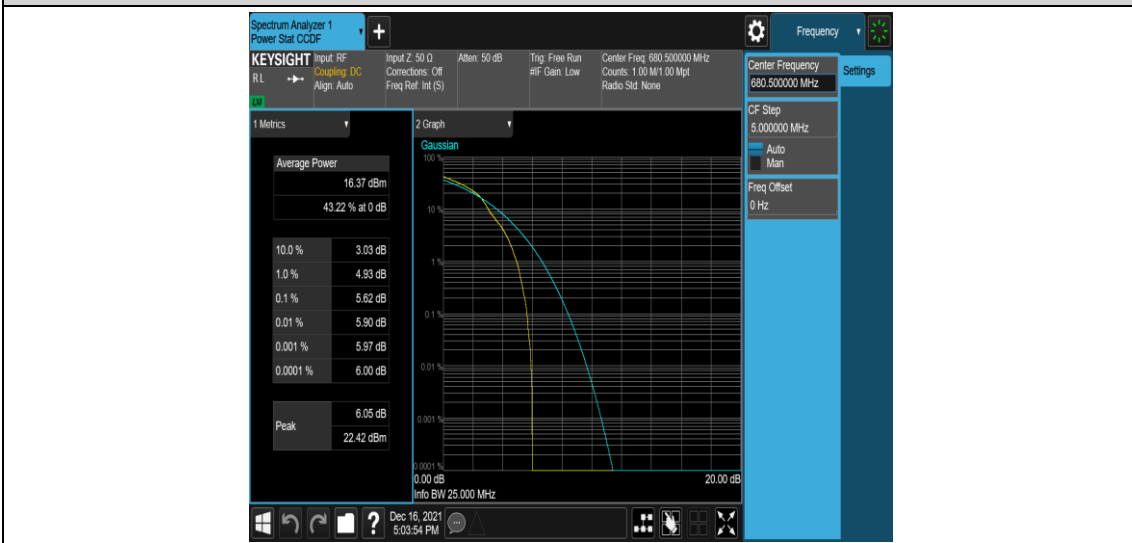 Spectrum Analyzer 1
Power Stat CCDF
+
Frequency
KEYSIGHT
RL
LXI
Input: RF
Coupling: DC
Align: Auto
Input Z: 50 Ω
Corrections: Off
Freq Ref: Int (S)
Atten: 50 dB
Trig: Free Run
#IF Gain: Low
Center Freq: 680.500000 MHz
Counts: 1.00 M/1.00 Mpt
Radio Std: None
Center Frequency
680.500000 MHz
Settings
CF Step
5.000000 MHz
Auto
Man
Freq Offset
0 Hz
1 Metrics
Average Power
16.37 dBm
43.22 % at 0 dB
10.0 % 3.03 dB
1.0 % 4.93 dB
0.1 % 5.62 dB
0.01 % 5.90 dB
0.001 % 5.97 dB
0.0001 % 6.00 dB
Peak
6.05 dB
22.42 dBm
2 Graph
Gaussian
100 %
10 %
1 %
0.1 %
0.01 %
0.001 %
0.0001 %
0.00 dB 20.00 dB
Info BW 25.000 MHz
?
Dec 16, 2021
5:03:54 PM